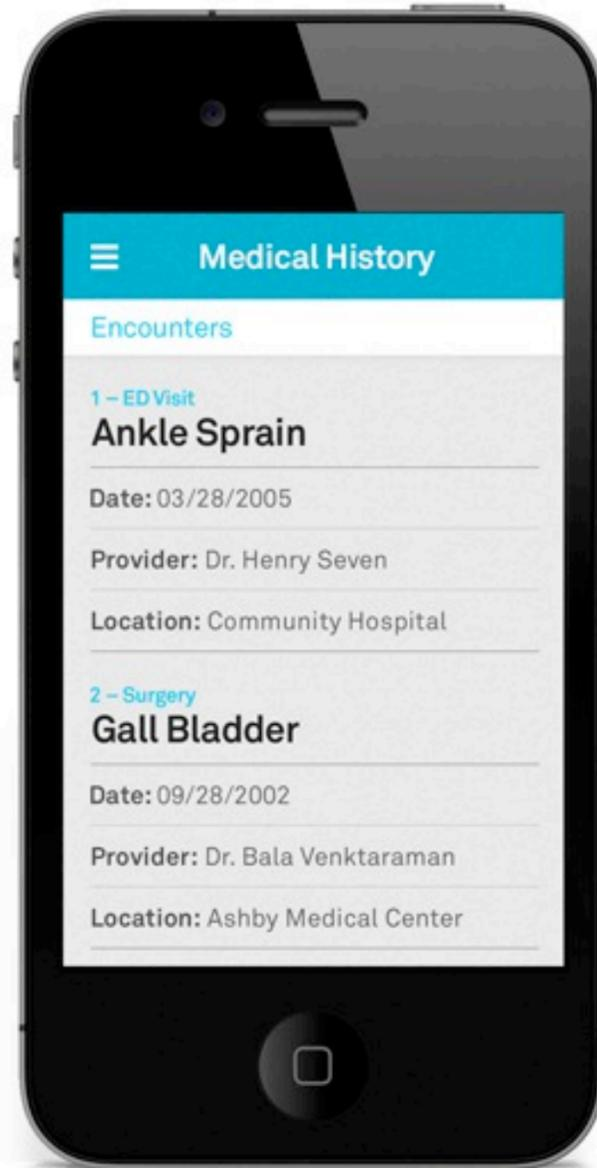 Medical History
Encounters
1 – ED Visit
Ankle Sprain
Date: 03/28/2005
Provider: Dr. Henry Seven
Location: Community Hospital
2 – Surgery
Gall Bladder
Date: 09/28/2002
Provider: Dr. Bala Venktaraman
Location: Ashby Medical Center